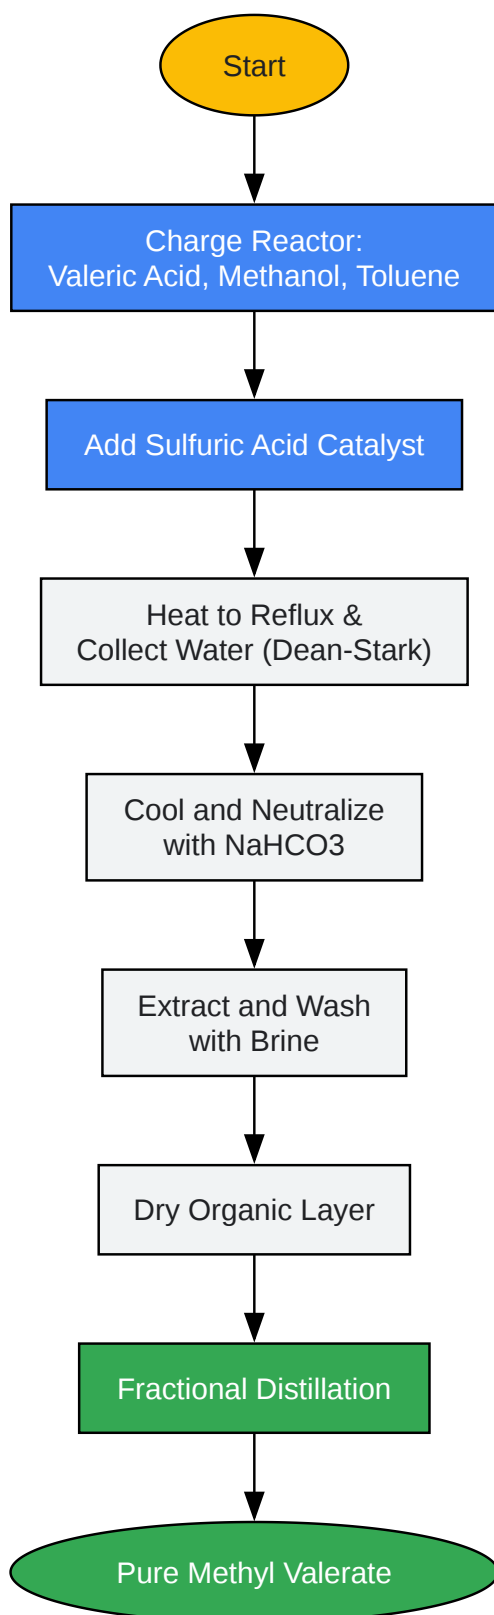 Start
Charge Reactor:
Valeric Acid, Methanol, Toluene
Add Sulfuric Acid Catalyst
Heat to Reflux &
Collect Water (Dean-Stark)
Cool and Neutralize
with NaHCO3
Extract and Wash
with Brine
Dry Organic Layer
Fractional Distillation
Pure Methyl Valerate